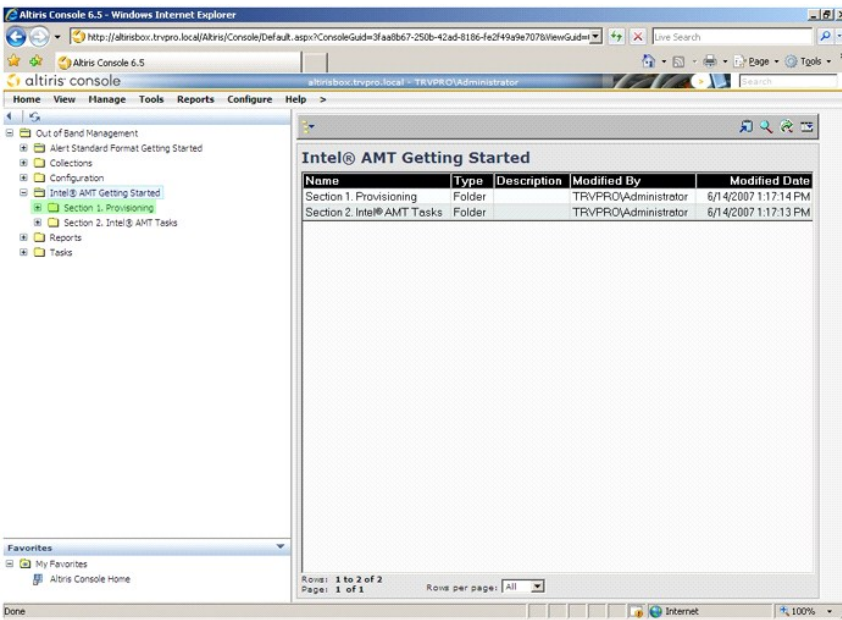 Altiris Console 6.5 - Windows Internet Explorer
http://altirisbox.trvpro.local/Altiris/Console/Default.aspx?ConsoleGuid=3faa8b67-250b-42ad-8186-fe2f49a9e707&ViewGuid=
Live Search
Altiris Console 6.5
Page
Tools
altiris console
altirisbox.trvpro.local - TRVPRO\Administrator
Search
Home View Manage Tools Reports Configure Help >
Out of Band Management
Alert Standard Format Getting Started
Collections
Configuration
Intel® AMT Getting Started
Section 1. Provisioning
Section 2. Intel® AMT Tasks
Reports
Tasks
Intel® AMT Getting Started
Name Type Description Modified By Modified Date
Section 1. Provisioning Folder TRVPRO\Administrator 6/14/2007 1:17:14 PM
Section 2. Intel® AMT Tasks Folder TRVPRO\Administrator 6/14/2007 1:17:13 PM
Favorites
My Favorites
Altiris Console Home
Rows: 1 to 2 of 2
Page: 1 of 1
Rows per page: All
Done
Internet
100%